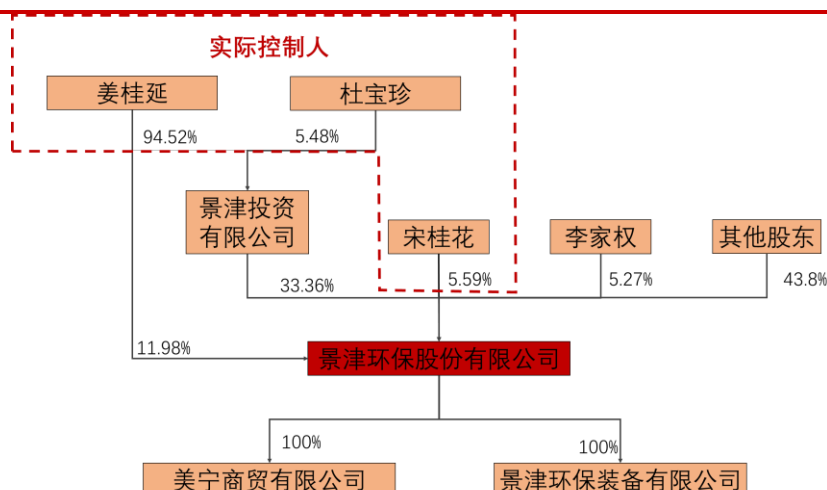 实际控制人
姜桂延
杜宝珍
94.52%
5.48%
景津投资
有限公司
宋桂花
李家权
其他股东
33.36%
5.59%
5.27%
43.8%
11.98%
景津环保股份有限公司
100%
100%
美宁商贸有限公司
景津环保装备有限公司